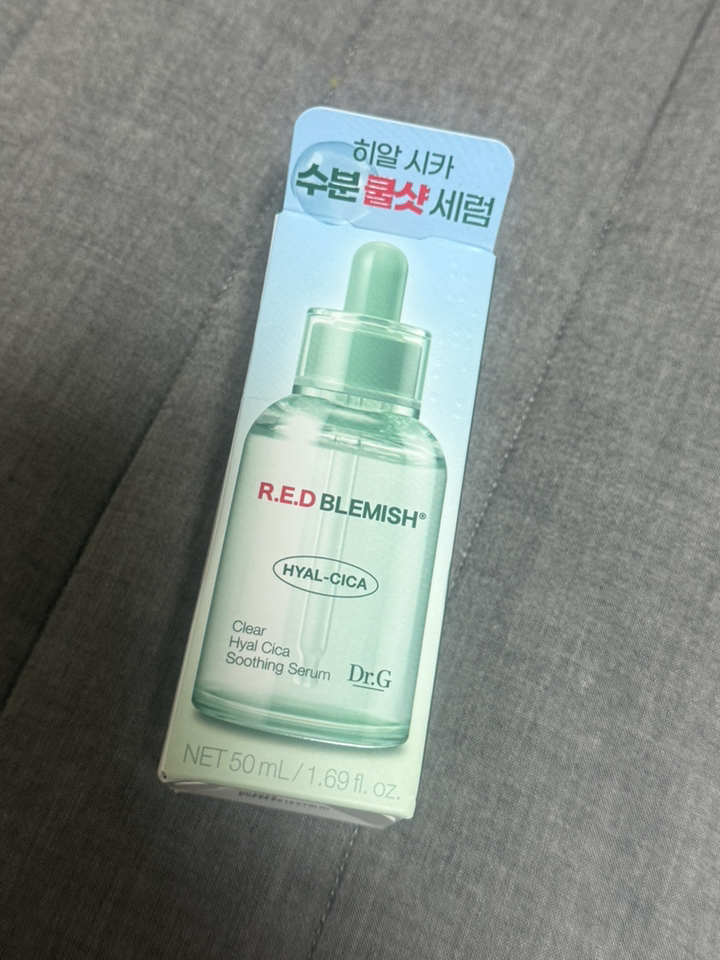 히알 시카
수분 쿨샷 세럼
R.E.D BLEMISH®
HYAL-CICA
Clear
Hyal Cica
Soothing Serum
Dr.G
NET 50 mL / 1.69 fl. oz.